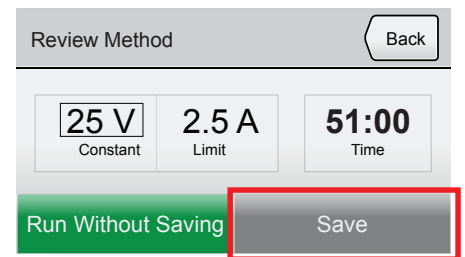 Review Method
Back
25 V 2.5 A 51:00
Constant Limit Time
Run Without Saving Save